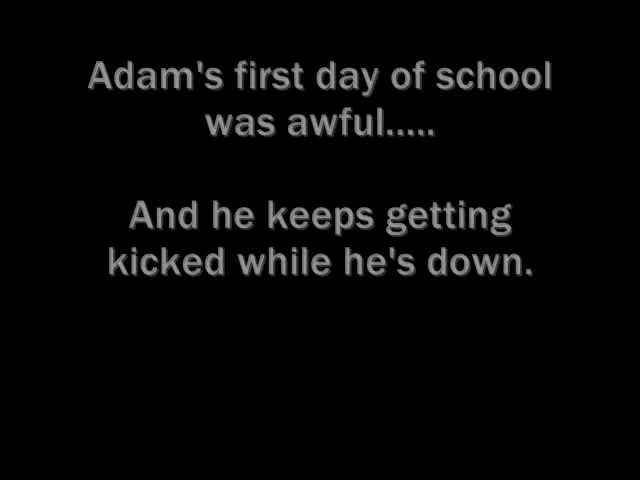 Adam's first day of school
was awful.....
And he keeps getting
kicked while he's down.